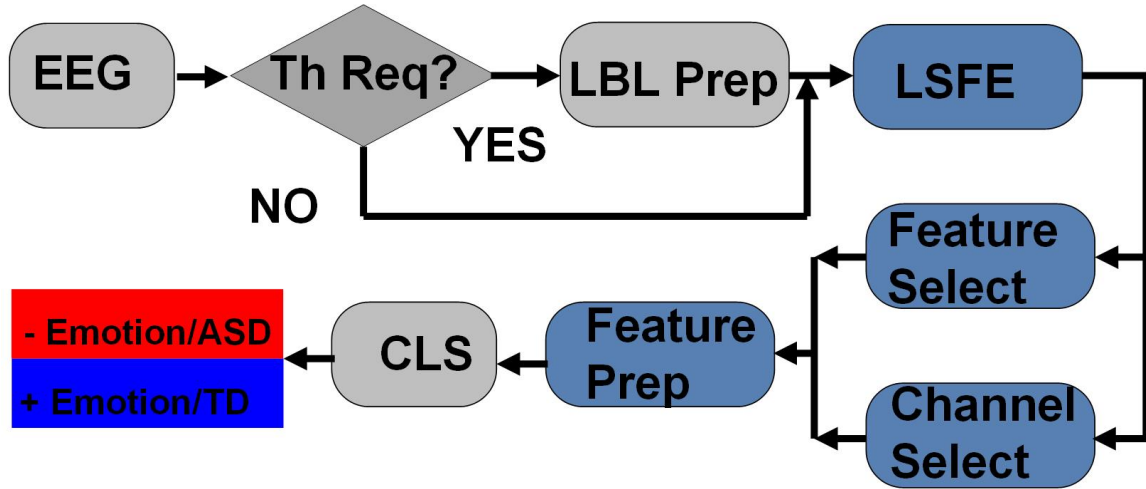 EEG
Th Req?
LBL Prep
LSFE
YES
NO
Feature
Select
- Emotion/ASD
+ Emotion/TD
CLS
Feature
Prep
Channel
Select